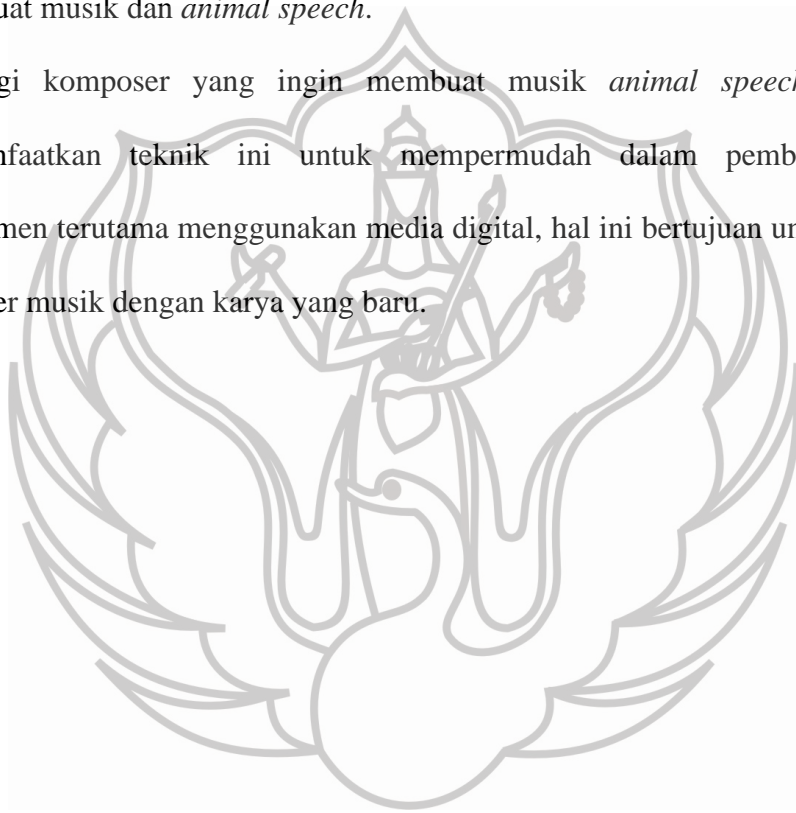 uat musik dan animal speech.
gi komposer yang ingin membuat musik animal speech
nfaatkan teknik ini untuk mempermudah dalam pemb
men terutama menggunakan media digital, hal ini bertujuan un
er musik dengan karya yang baru.